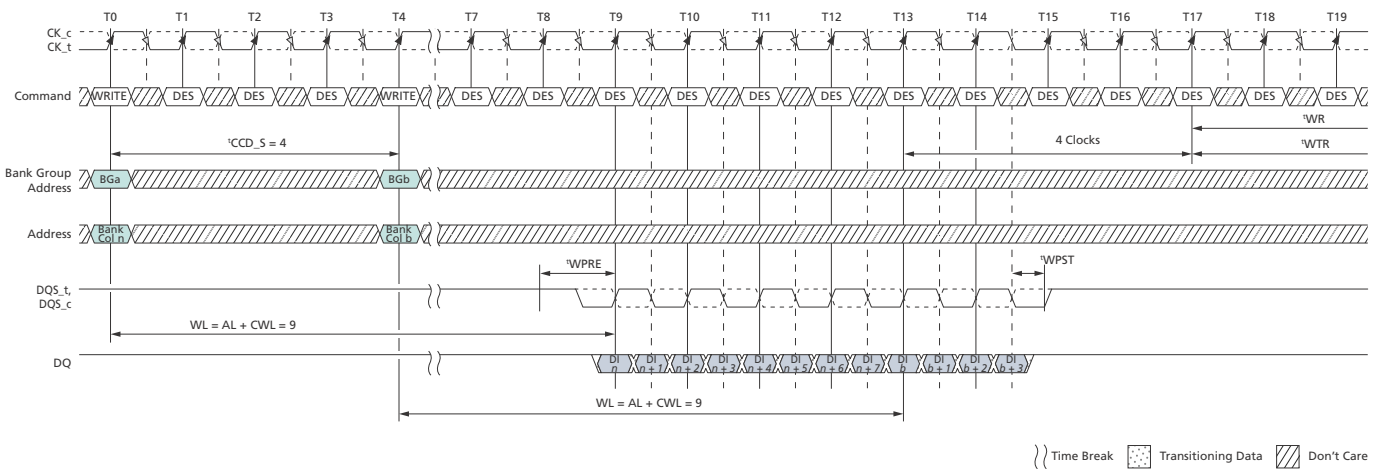 T0 T1 T2 T3 T4 T7 T8 T9 T10 T11 T12 T13 T14 T15 T16 T17 T18 T19
CK_c
CK_t
Command WRITE DES DES DES WRITE DES DES DES DES DES DES DES DES DES DES DES DES DES
tWR
tCCD_S = 4 4 Clocks tWTR
Bank Group
Address BGa BGb
Address Bank
Col n Bank
Col b
tWPRE tWPST
DQS_t,
DQS_c
WL = AL + CWL = 9
DQ DI
n DI
n + 1 DI
n + 2 DI
n + 3 DI
n + 4 DI
n + 5 DI
n + 6 DI
n + 7 DI
b DI
b + 1 DI
b + 2 DI
b + 3
WL = AL + CWL = 9
Time Break Transitioning Data Don't Care